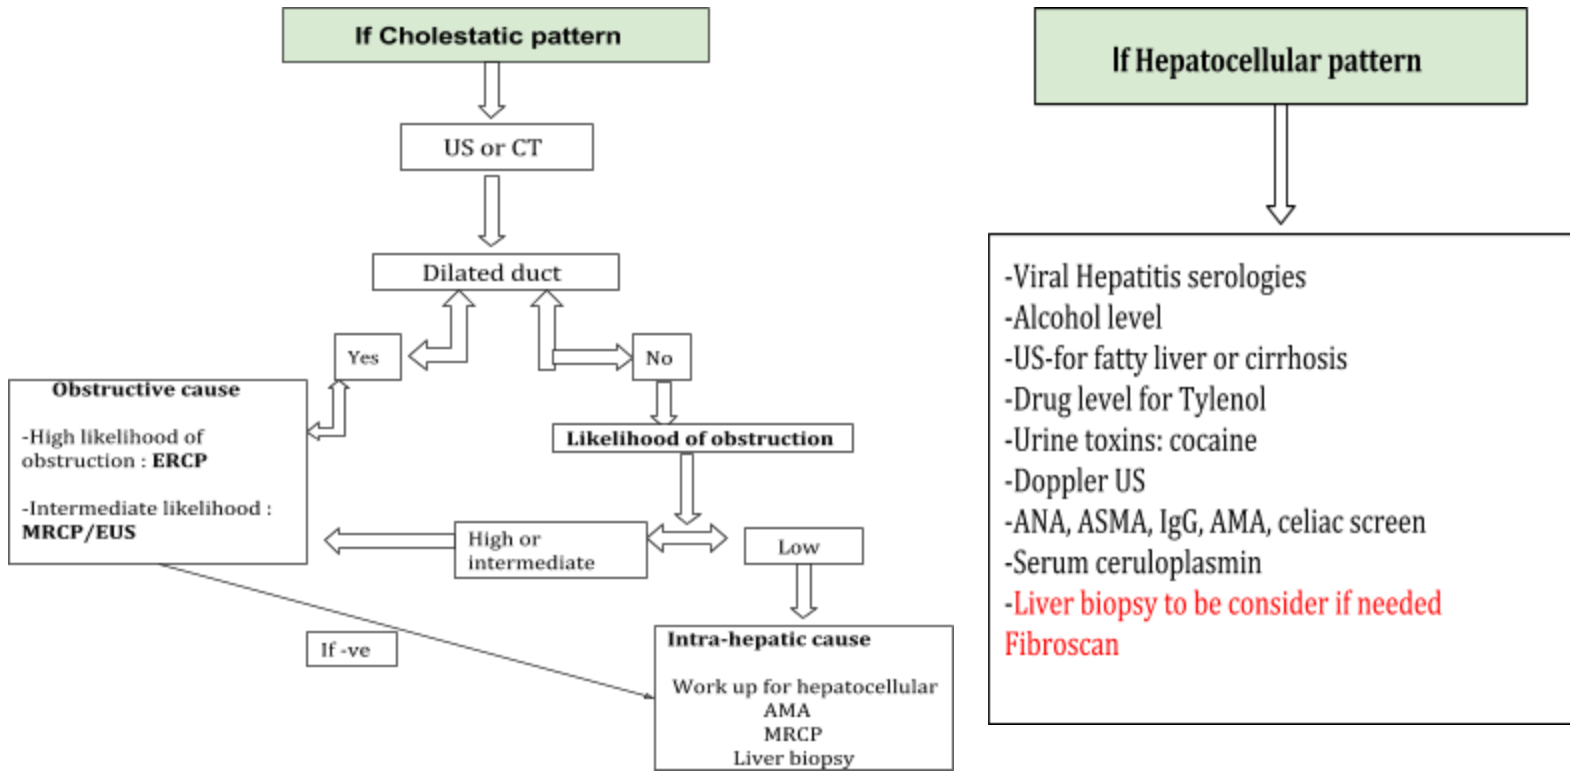 If Cholestatic pattern
US or CT
Dilated duct
Yes
No
Obstructive cause
-High likelihood of
obstruction : ERCP
-Intermediate likelihood :
MRCP/EUS
Likelihood of obstruction
High or
intermediate
Low
If -ve
Intra-hepatic cause
Work up for hepatocellular
AMA
MRCP
Liver biopsy
If Hepatocellular pattern
-Viral Hepatitis serologies
-Alcohol level
-US-for fatty liver or cirrhosis
-Drug level for Tylenol
-Urine toxins: cocaine
-Doppler US
-ANA, ASMA, IgG, AMA, celiac screen
-Serum ceruloplasmin
-Liver biopsy to be consider if needed
Fibroscan